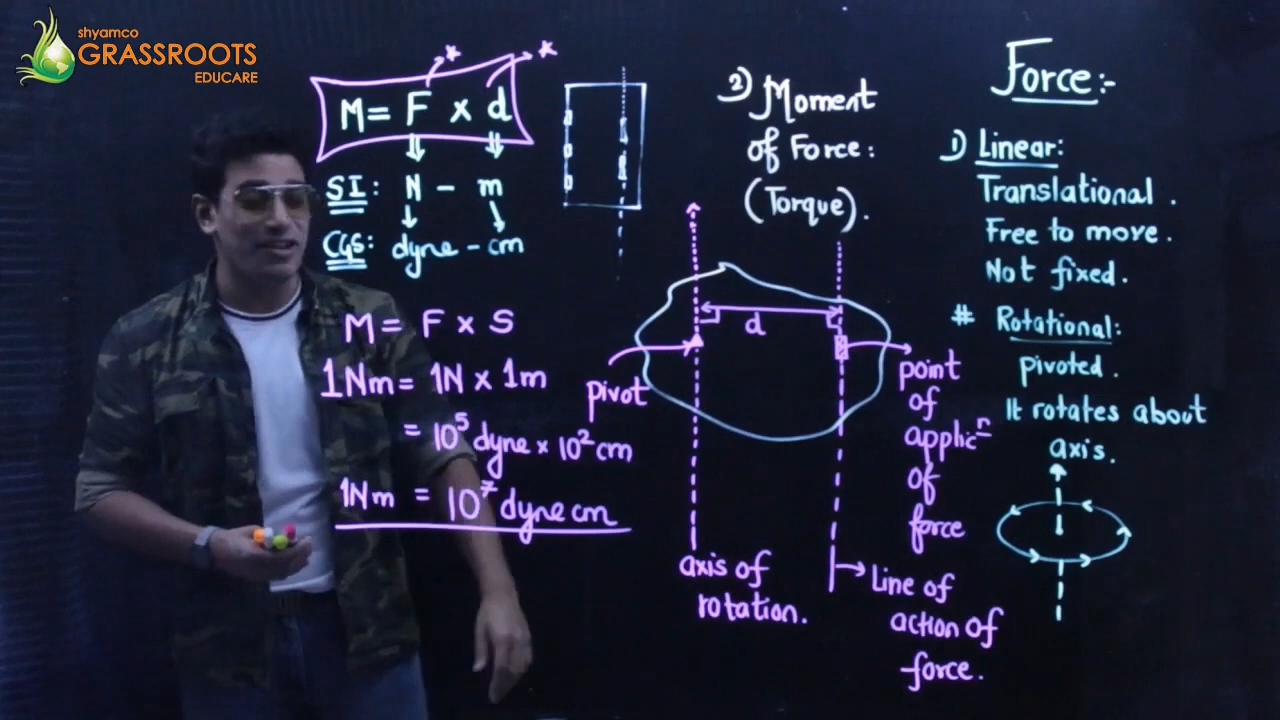 shyamco
GRASSROOTS
EDUCARE
* *
M = F × d
SI: N - m
CGS: dyne - cm
M = F × S
1Nm = 1N × 1m
= 10⁵ dyne × 10² cm
1Nm = 10⁷ dyne cm
2) Moment
of Force:
(Torque).
d
pivot
point
of
applicⁿ
of
force
axis of
rotation.
Line of
action of
force.
Force:-
1) Linear:
Translational.
Free to move.
Not fixed.
# Rotational:
pivoted.
It rotates about
axis.